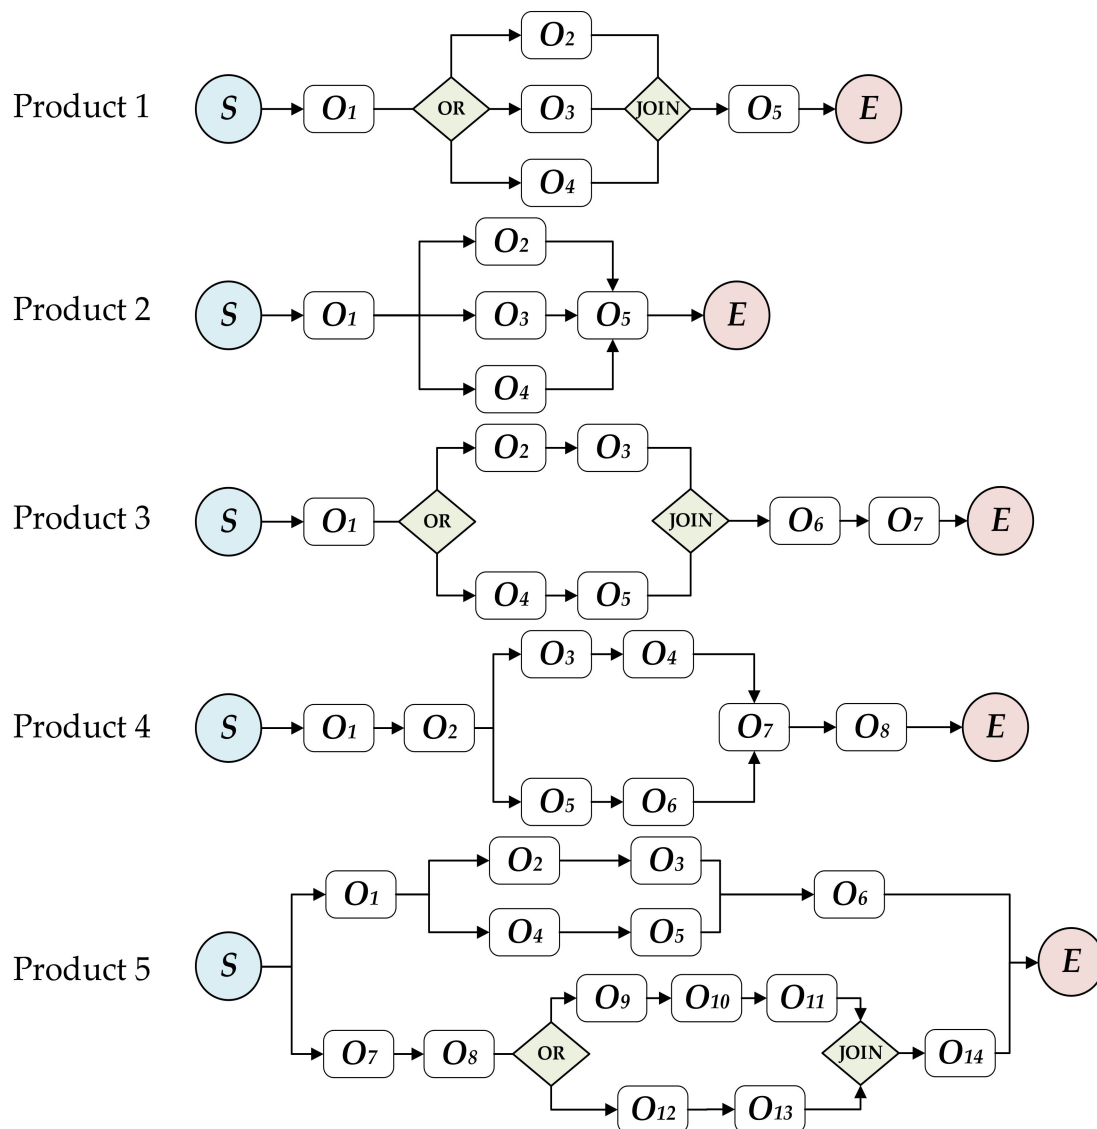 O2
Product 1 S O1 OR O3 JOIN O5 E
O4
O2
Product 2 S O1 O3 O5 E
O4
O2 O3
Product 3 S O1 OR JOIN O6 O7 E
O4 O5
O3 O4
Product 4 S O1 O2 O7 O8 E
O5 O6
O2 O3
O1 O6
O4 O5
Product 5 S E
O9 O10 O11
O7 O8 OR JOIN O14
O12 O13